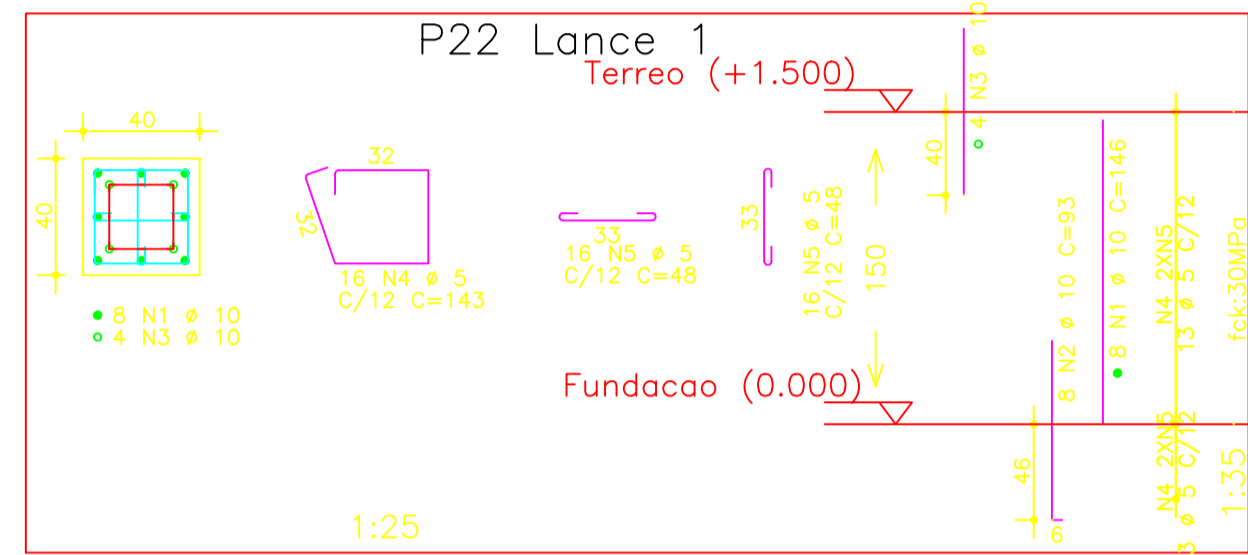 P22 Lance 1
Terreo (+1.500)
40
40
8 N1 ø 10
4 N3 ø 10
32
32
16 N4 ø 5
C/12 C=143
33
16 N5 ø 5
C/12 C=48
33
16 N5 ø 5
C/12 C=48
150
Fundacao (0.000)
40
4 N3 ø 10
8 N2 ø 10 C=93
46
6
8 N1 ø 10 C=146
N4 2XN5
13 ø 5 C/12
N4 2XN5
3 ø 5 C/12
fck:30MPa
1:35
1:25